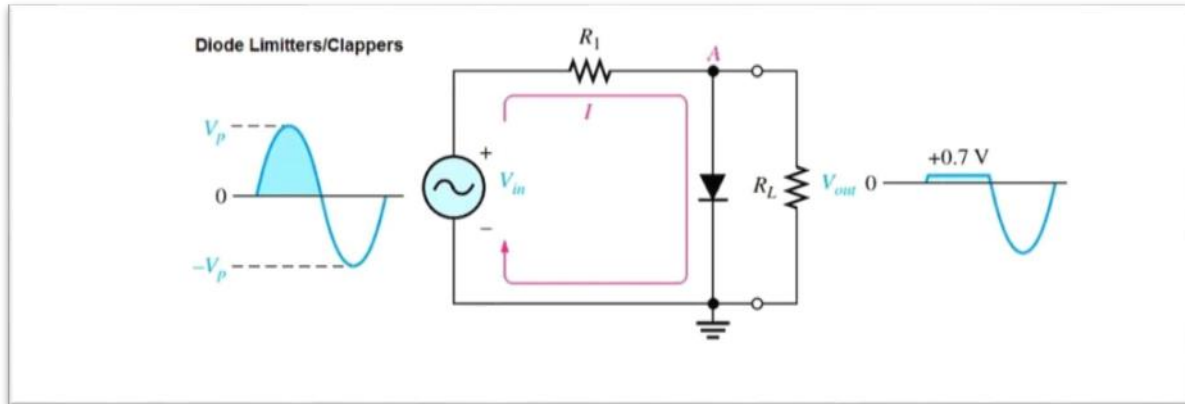 Diode Limitters/Clappers
R1
A
I
Vp
0
-Vp
+
Vin
−
RL
Vout 0
+0.7 V